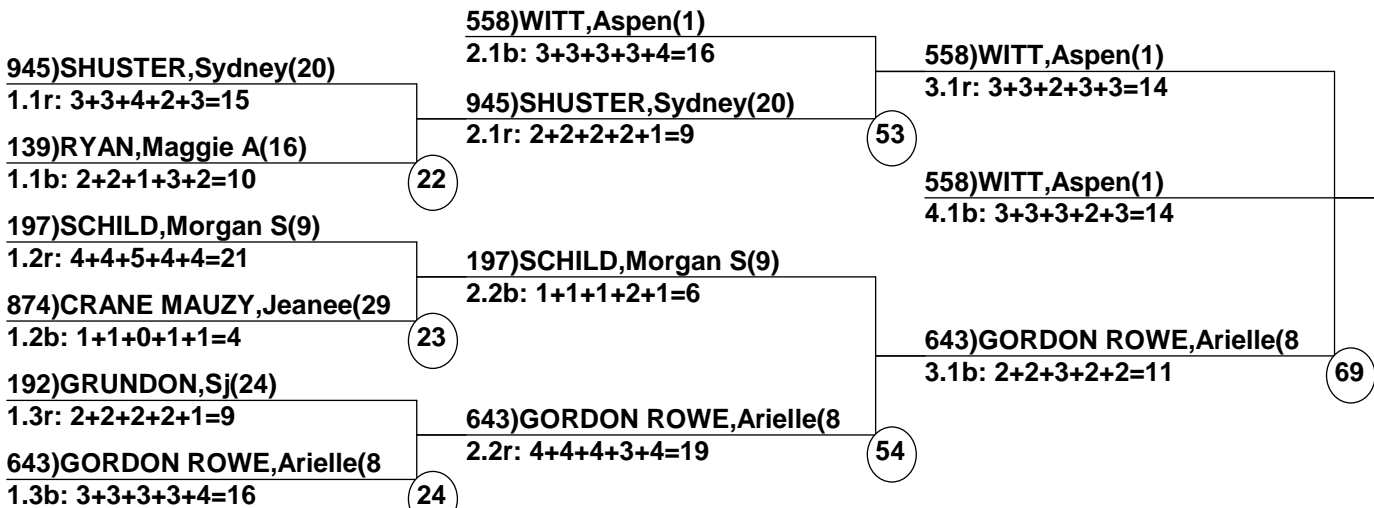 945)SHUSTER,Sydney(20)
1.1r: 3+3+4+2+3=15
139)RYAN,Maggie A(16)
1.1b: 2+2+1+3+2=10
22
197)SCHILD,Morgan S(9)
1.2r: 4+4+5+4+4=21
874)CRANE MAUZY,Jeanee(29
1.2b: 1+1+0+1+1=4
23
192)GRUNDON,Sj(24)
1.3r: 2+2+2+2+1=9
643)GORDON ROWE,Arielle(8
1.3b: 3+3+3+3+4=16
24
558)WITT,Aspen(1)
2.1b: 3+3+3+3+4=16
945)SHUSTER,Sydney(20)
2.1r: 2+2+2+2+1=9
53
197)SCHILD,Morgan S(9)
2.2b: 1+1+1+2+1=6
643)GORDON ROWE,Arielle(8
2.2r: 4+4+4+3+4=19
54
558)WITT,Aspen(1)
3.1r: 3+3+2+3+3=14
558)WITT,Aspen(1)
4.1b: 3+3+3+2+3=14
643)GORDON ROWE,Arielle(8
3.1b: 2+2+3+2+2=11
69